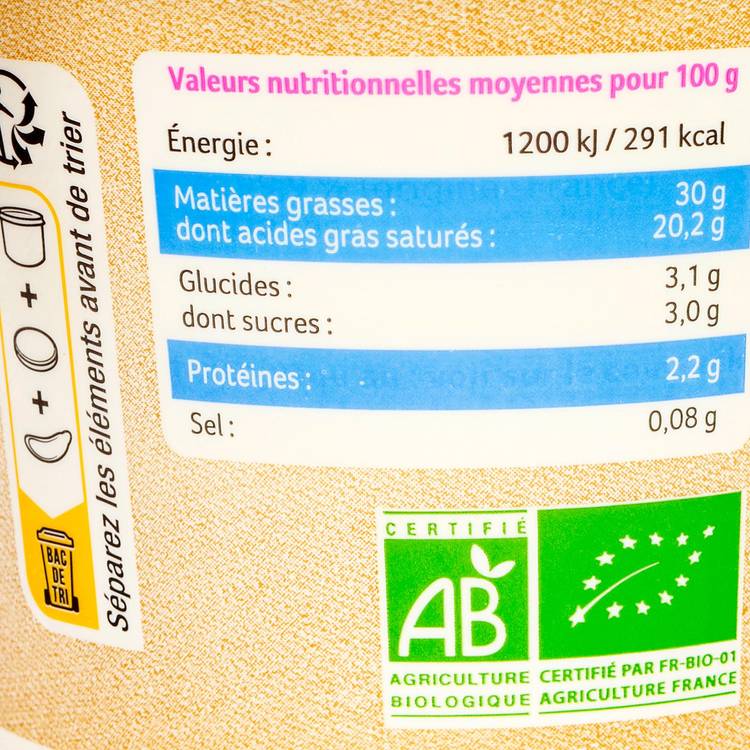 Valeurs nutritionnelles moyennes pour 100 g
Énergie : 1200 kJ / 291 kcal
Matières grasses : 30 g
dont acides gras saturés : 20,2 g
Glucides : 3,1 g
dont sucres : 3,0 g
Protéines : 2,2 g
Sel : 0,08 g
Séparez les éléments avant de trier
+
+
BAC
DE
TRI
CERTIFIÉ
AB
AGRICULTURE
BIOLOGIQUE
CERTIFIÉ PAR FR-BIO-01
AGRICULTURE FRANCE